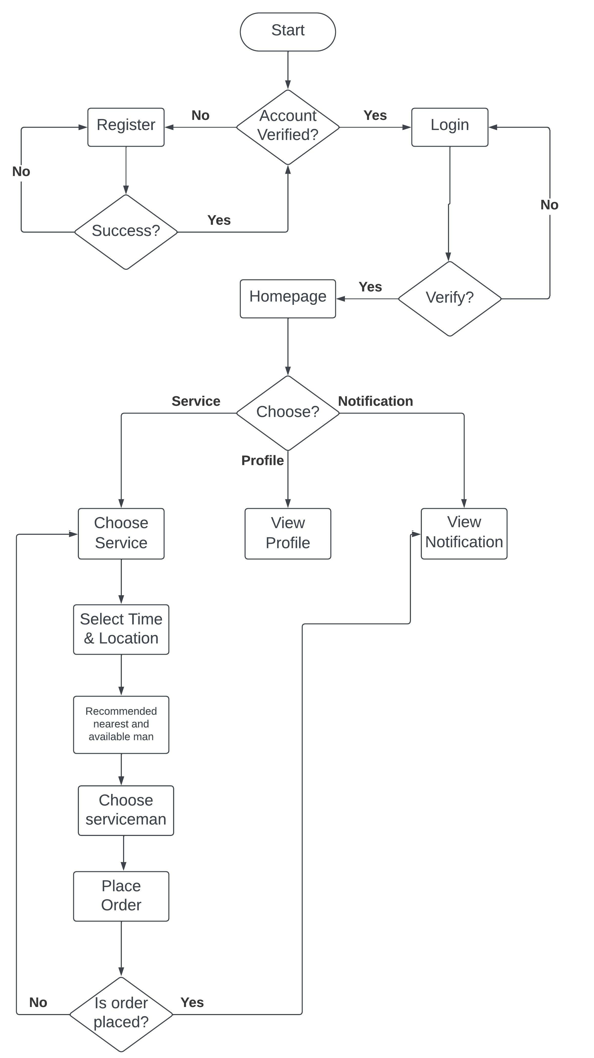 Start
Account
Verified?
No
Yes
Register
Login
No
No
Success?
Yes
Homepage
Yes
Verify?
Choose?
Service
Notification
Profile
Choose
Service
View
Profile
View
Notification
Select Time
& Location
Recommended
nearest and
available man
Choose
serviceman
Place
Order
Is order
placed?
No
Yes